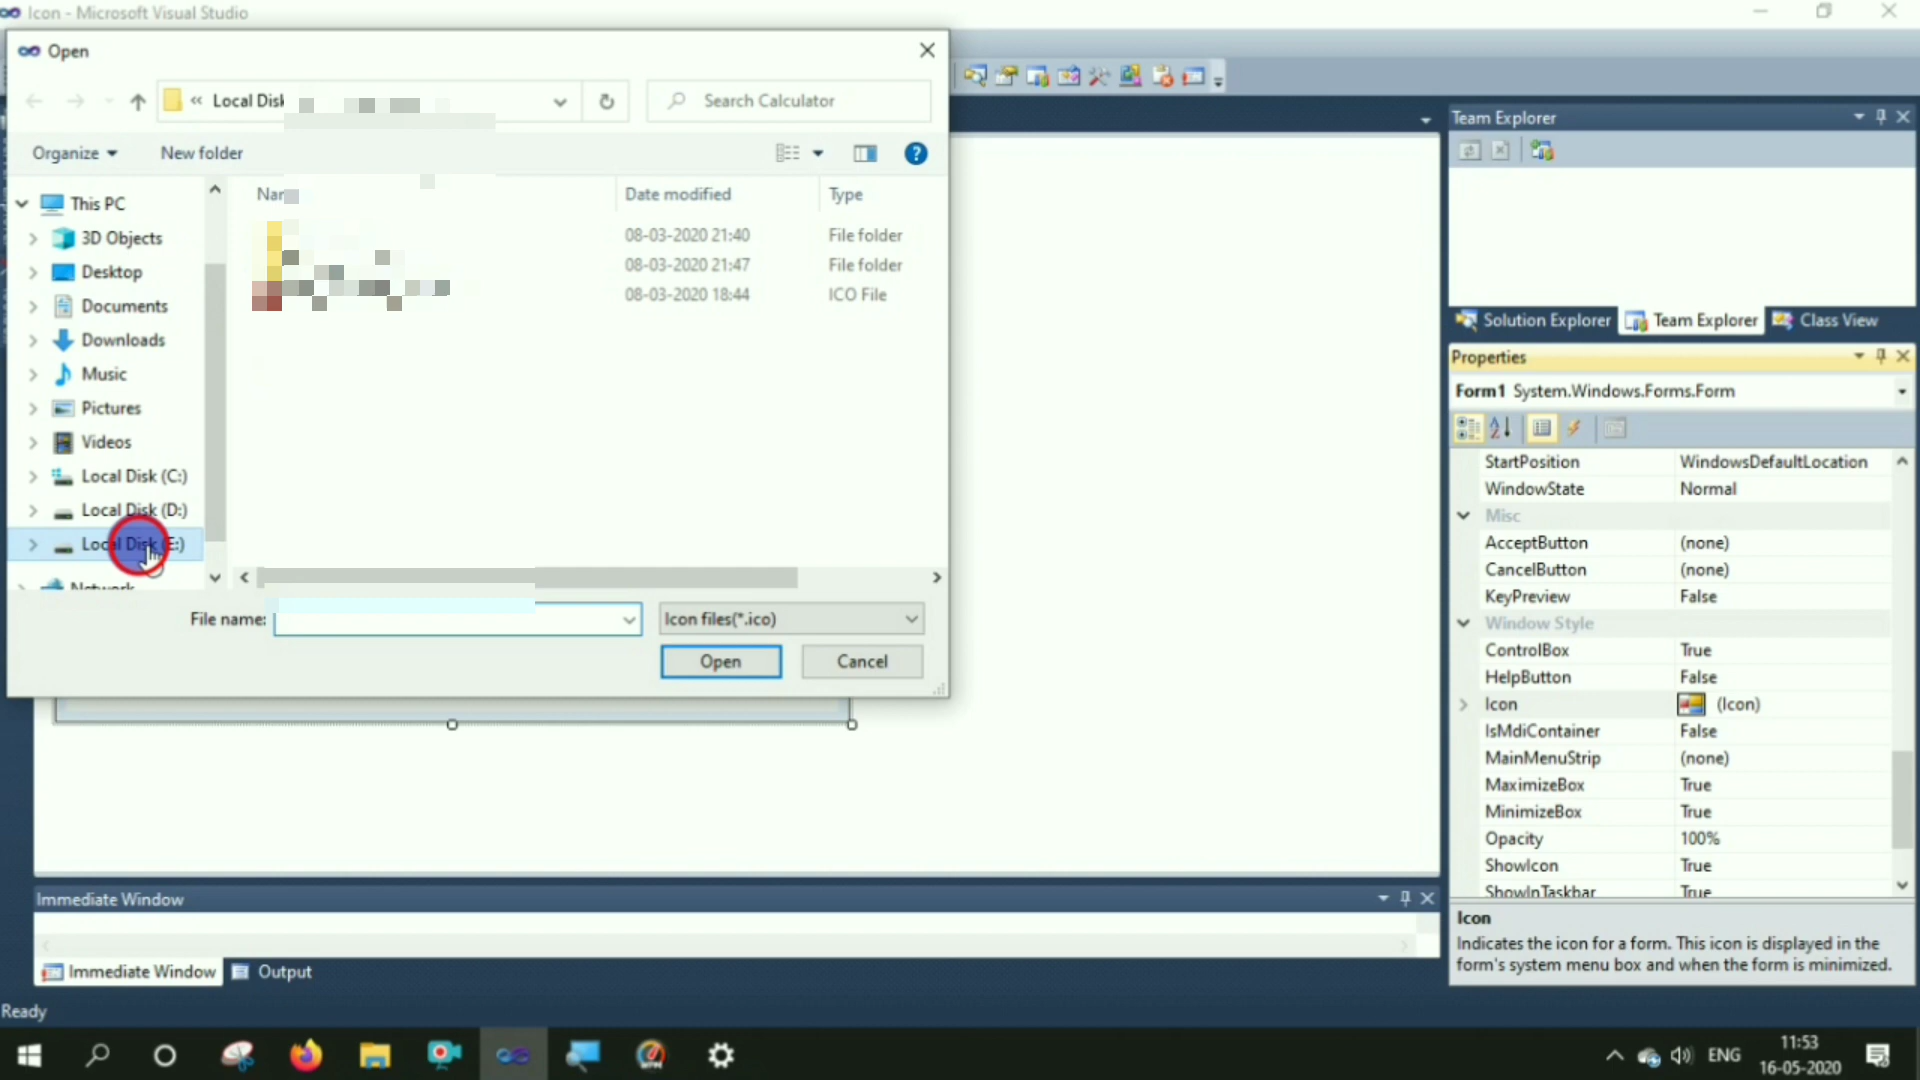 Icon - Microsoft Visual Studio
Open
« Local Disk
Search Calculator
Organize
New folder
Date modified
Type
This PC
3D Objects
Desktop
Documents
Downloads
Music
Pictures
Videos
Local Disk (C:)
Local Disk (D:)
Local Disk (E:)
Network
08-03-2020 21:40 File folder
08-03-2020 21:47 File folder
08-03-2020 18:44 ICO File
File name:
Icon files(*.ico)
Open
Cancel
Team Explorer
Solution Explorer
Team Explorer
Class View
Properties
Form1 System.Windows.Forms.Form
StartPosition WindowsDefaultLocation
WindowState Normal
Misc
AcceptButton (none)
CancelButton (none)
KeyPreview False
Window Style
ControlBox True
HelpButton False
Icon (Icon)
IsMdiContainer False
MainMenuStrip (none)
MaximizeBox True
MinimizeBox True
Opacity 100%
ShowIcon True
ShowInTaskbar True
Icon
Indicates the icon for a form. This icon is displayed in the
form's system menu box and when the form is minimized.
Immediate Window
Immediate Window
Output
Ready
ENG
11:53
16-05-2020